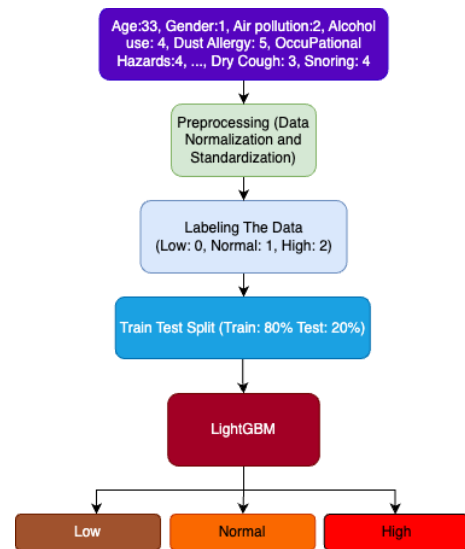 Age:33, Gender:1, Air pollution:2, Alcohol
use: 4, Dust Allergy: 5, OccuPational
Hazards:4, ..., Dry Cough: 3, Snoring: 4
Preprocessing (Data
Normalization and
Standardization)
Labeling The Data
(Low: 0, Normal: 1, High: 2)
Train Test Split (Train: 80% Test: 20%)
LightGBM
Low
Normal
High